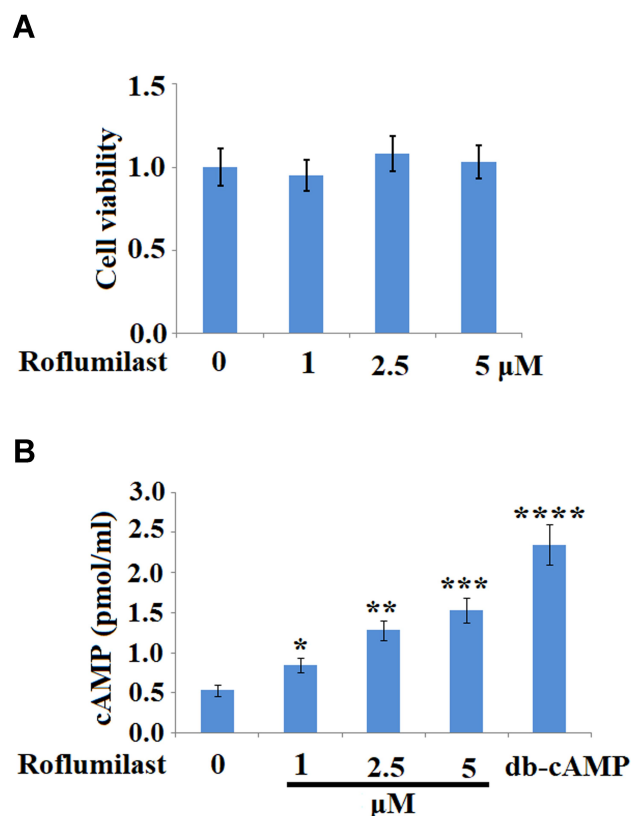 A
Cell viability
1.5
1.0
0.5
0.0
Roflumilast 0 1 2.5 5 μM
B
cAMP (pmol/ml)
3.0
2.5
2.0
1.5
1.0
0.5
0.0
****
***
**
*
Roflumilast 0 1 2.5 5 db-cAMP
μM